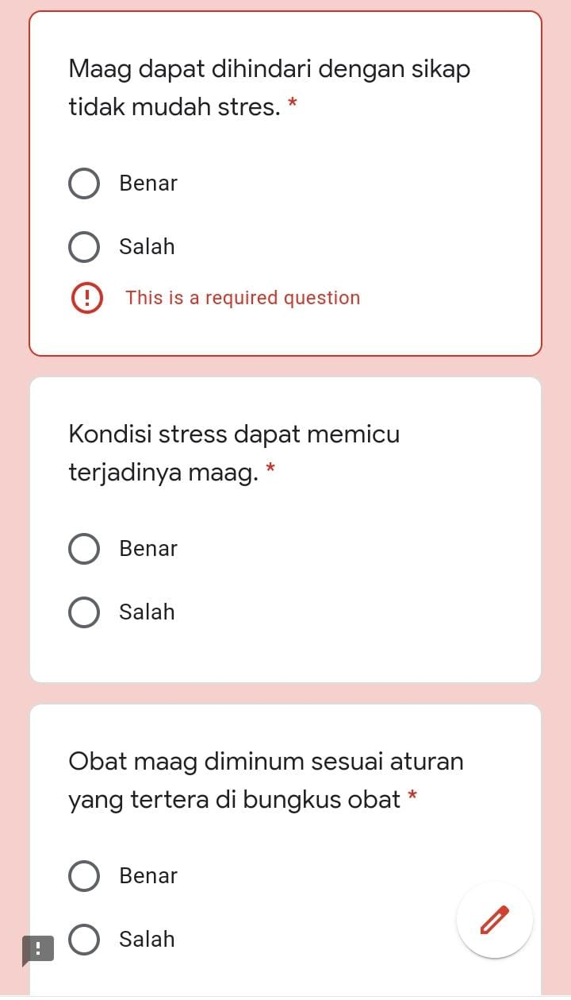 Maag dapat dihindari dengan sikap
tidak mudah stres. *
Benar
Salah
This is a required question
Kondisi stress dapat memicu
terjadinya maag. *
Benar
Salah
Obat maag diminum sesuai aturan
yang tertera di bungkus obat *
Benar
Salah